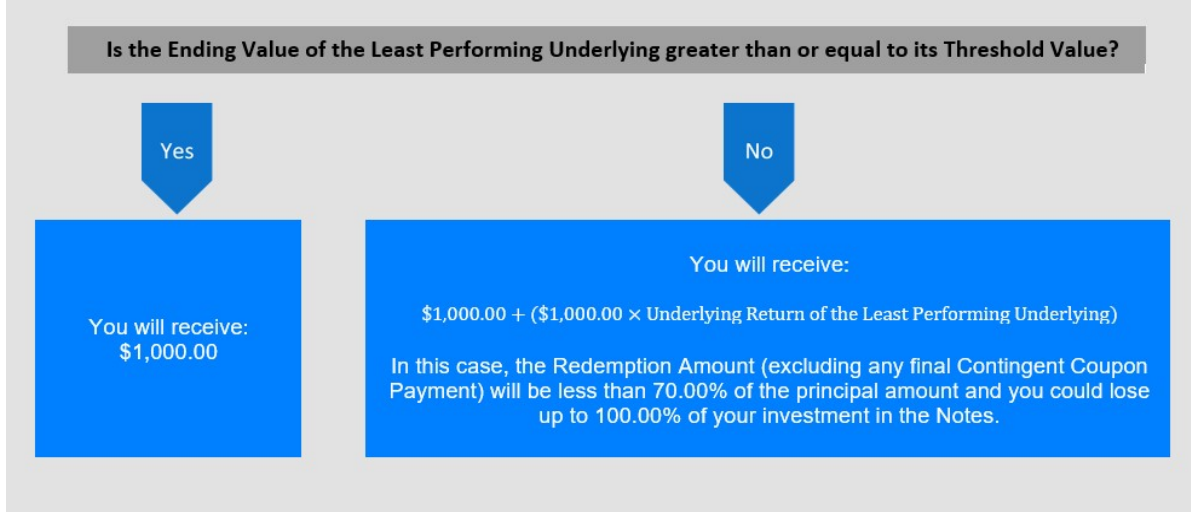 Is the Ending Value of the Least Performing Underlying greater than or equal to its Threshold Value?
Yes
No
You will receive:
$1,000.00
You will receive:
$1,000.00 + ($1,000.00 × Underlying Return of the Least Performing Underlying)
In this case, the Redemption Amount (excluding any final Contingent Coupon
Payment) will be less than 70.00% of the principal amount and you could lose
up to 100.00% of your investment in the Notes.